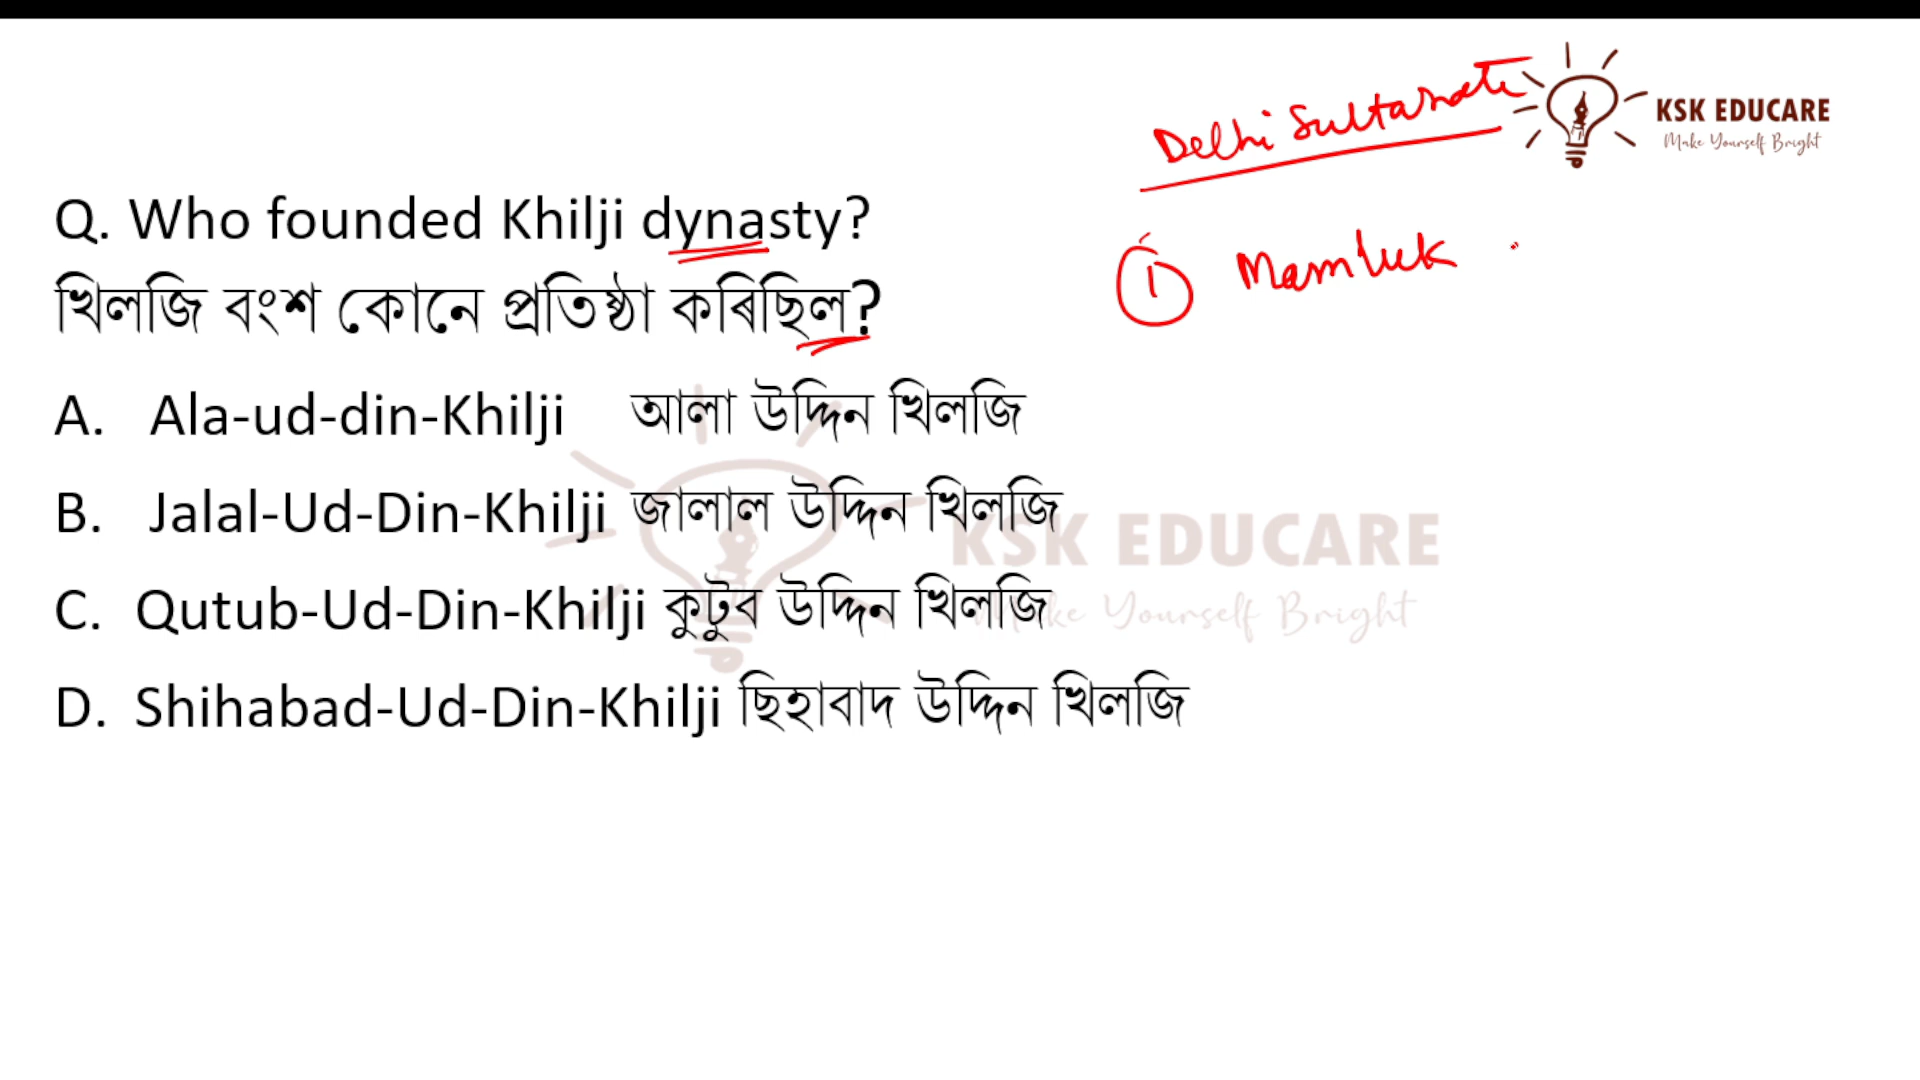 Delhi Sultanate
KSK EDUCARE
Make Yourself Bright
Q. Who founded Khilji dynasty?
① Mamluk
খিলজি বংশ কোনে প্ৰতিষ্ঠা কৰিছিল?
A. Ala-ud-din-Khilji আলা উদ্দিন খিলজি
B. Jalal-Ud-Din-Khilji জালাল উদ্দিন খিলজি
KSK EDUCARE
C. Qutub-Ud-Din-Khilji কুটুব উদ্দিন খিলজি
Make Yourself Bright
D. Shihabad-Ud-Din-Khilji ছিহাবাদ উদ্দিন খিলজি